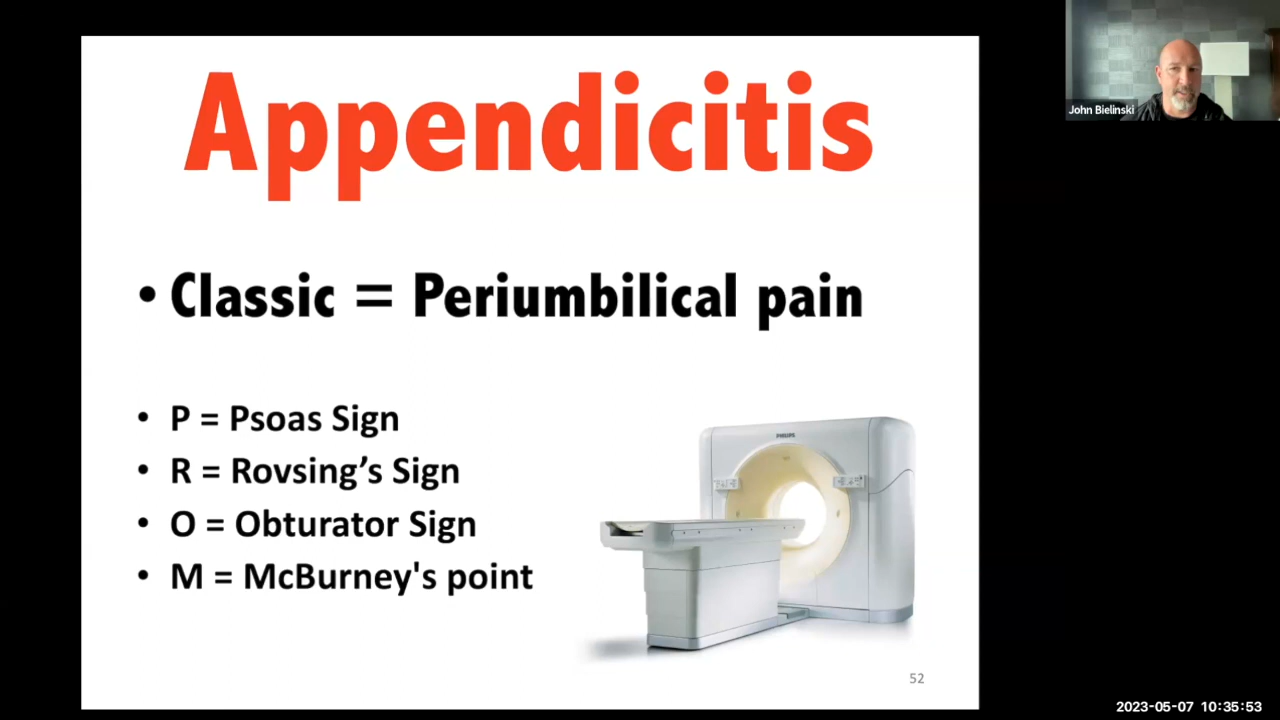 Appendicitis
• Classic = Periumbilical pain
• P = Psoas Sign
• R = Rovsing’s Sign
• O = Obturator Sign
• M = McBurney's point
PHILIPS
52
John Bielinski
2023-05-07 10:35:53